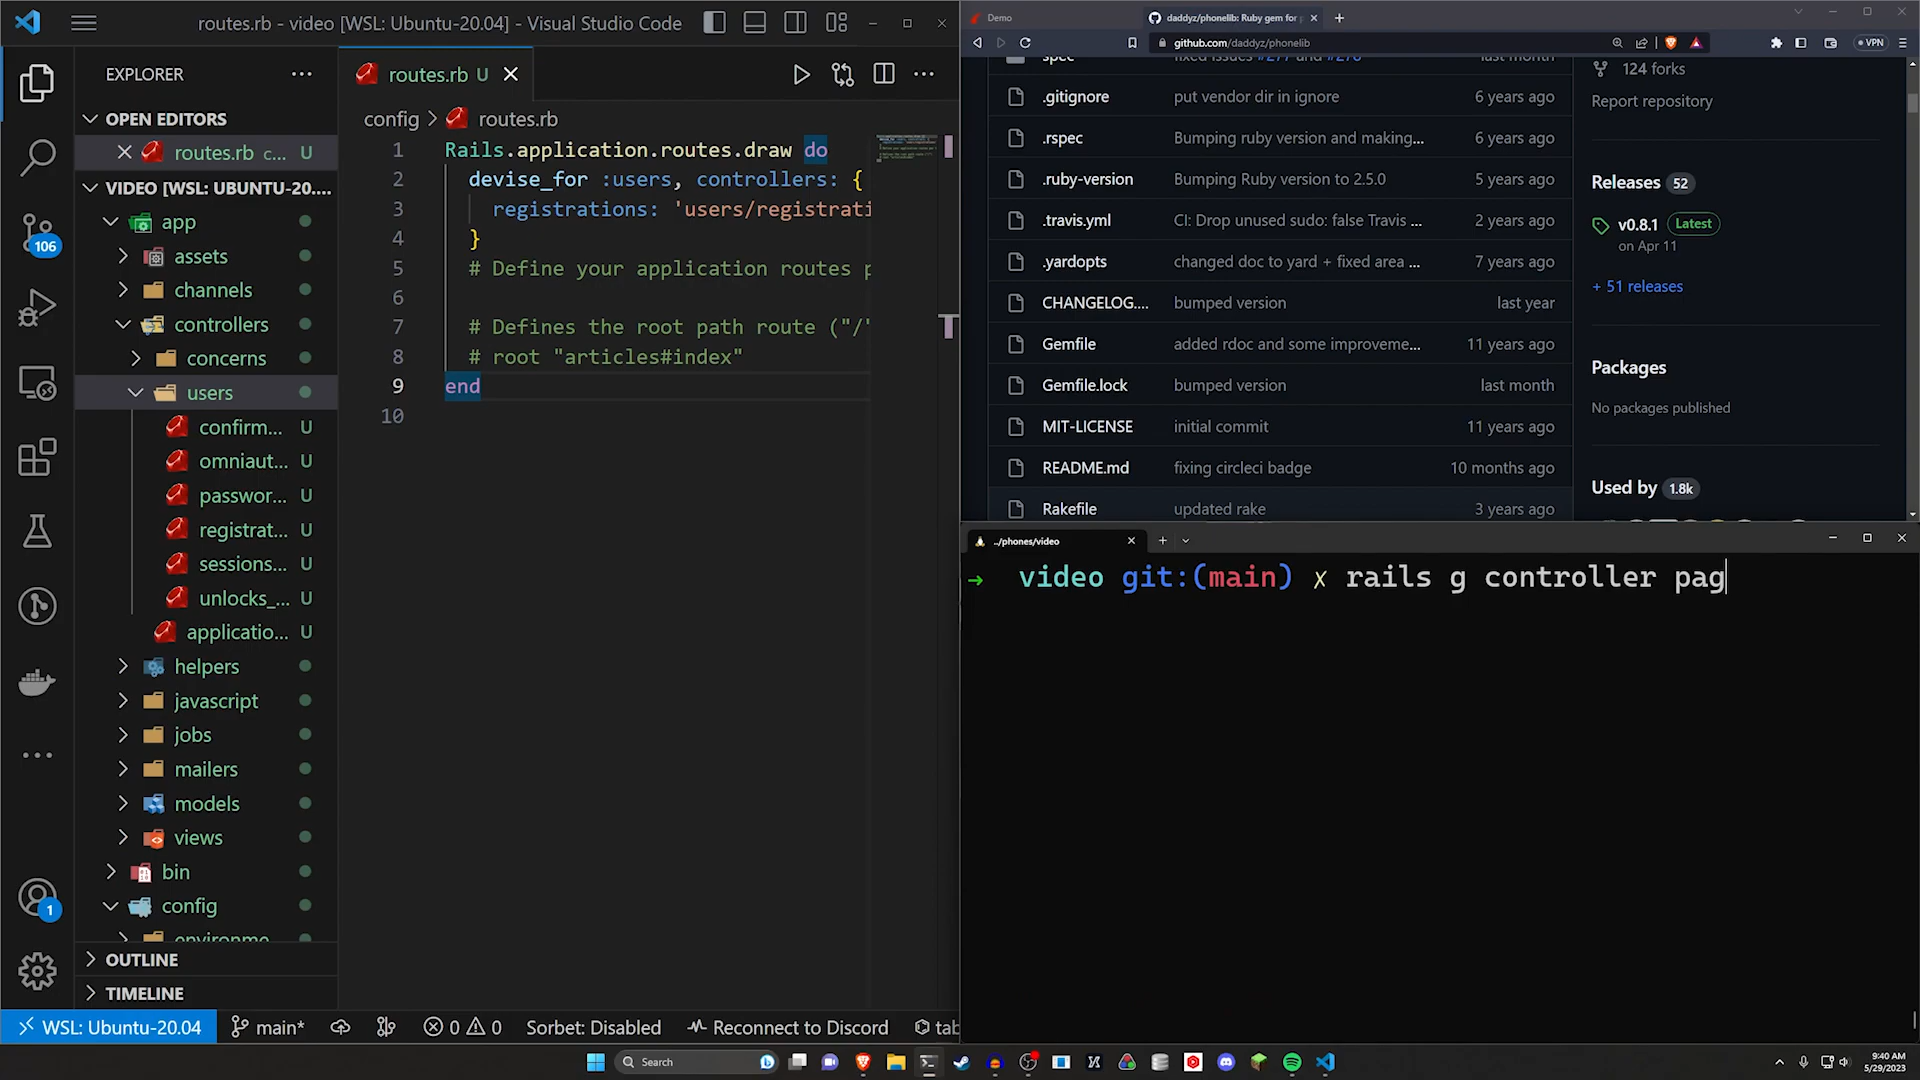 routes.rb - video [WSL: Ubuntu-20.04] - Visual Studio Code
EXPLORER
OPEN EDITORS
routes.rb c... U
VIDEO [WSL: UBUNTU-20....
app
assets
channels
controllers
concerns
users
confirm... U
omniaut... U
passwor... U
registrat... U
sessions... U
unlocks_... U
applicatio... U
helpers
javascript
jobs
mailers
models
views
bin
config
environme
OUTLINE
TIMELINE
106
1
routes.rb U
config > routes.rb
1 Rails.application.routes.draw do
2 devise_for :users, controllers: {
3 registrations: 'users/registrati
4 }
5 # Define your application routes p
6
7 # Defines the root path route ("/"
8 # root "articles#index"
9 end
10
WSL: Ubuntu-20.04
main*
0 0
Sorbet: Disabled
Reconnect to Discord
tab
Demo
daddyz/phonelib: Ruby gem for p
github.com/daddyz/phonelib
VPN
spec fixed issues #277 and #278 last month
.gitignore put vendor dir in ignore 6 years ago
.rspec Bumping ruby version and making... 6 years ago
.ruby-version Bumping Ruby version to 2.5.0 5 years ago
.travis.yml CI: Drop unused sudo: false Travis ... 2 years ago
.yardopts changed doc to yard + fixed area ... 7 years ago
CHANGELOG.... bumped version last year
Gemfile added rdoc and some improveme... 11 years ago
Gemfile.lock bumped version last month
MIT-LICENSE initial commit 11 years ago
README.md fixing circleci badge 10 months ago
Rakefile updated rake 3 years ago
124 forks
Report repository
Releases 52
v0.8.1 Latest
on Apr 11
+ 51 releases
Packages
No packages published
Used by 1.8k
../phones/video
→ video git:(main) ✗ rails g controller pag
Search
9:40 AM
5/29/2023